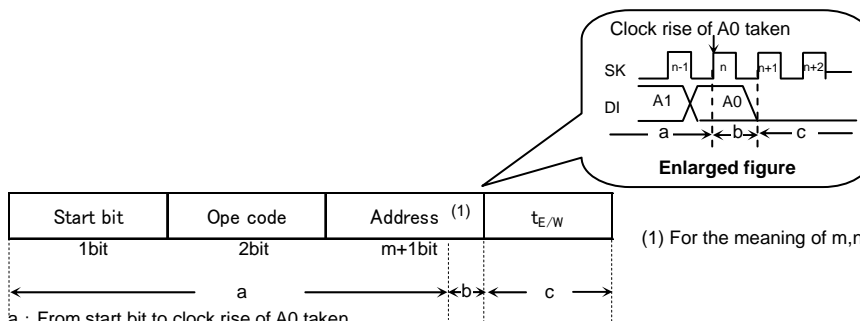 Clock rise of A0 taken
SK n-1 n n+1 n+2
DI A1 A0
a b c
Enlarged figure
Start bit Ope code Address (1) tE/W
1bit 2bit m+1bit
(1) For the meaning of m,n
a b c
a : From start bit to clock rise of A0 taken